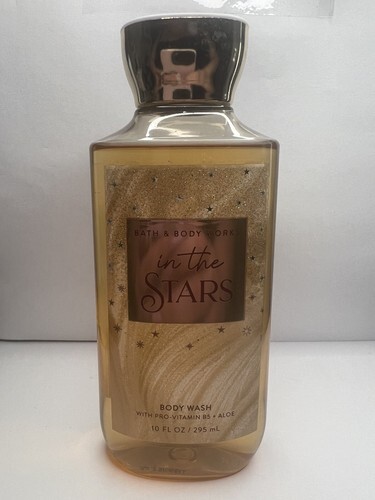 BATH & BODY WORKS
in the
STARS
BODY WASH
WITH PRO-VITAMIN B5 + ALOE
10 FL OZ / 295 mL